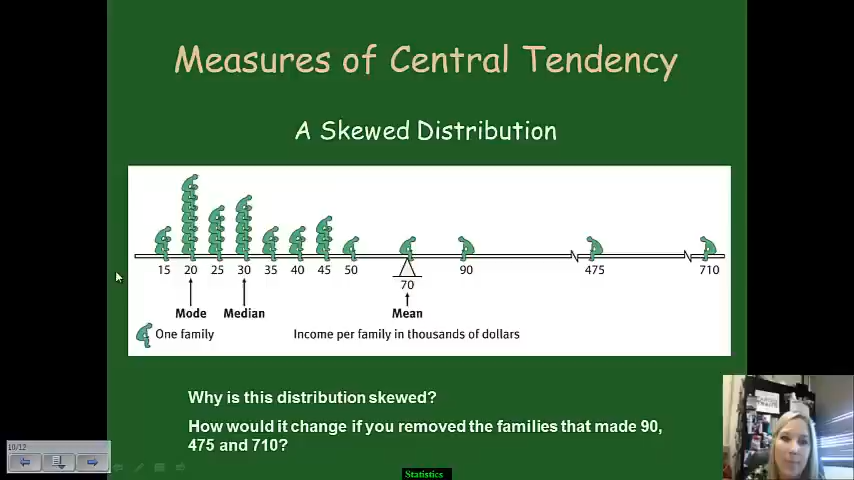 Measures of Central Tendency
A Skewed Distribution
15 20 25 30 35 40 45 50 90 475 710
70
Mode Median Mean
One family Income per family in thousands of dollars
Why is this distribution skewed?
How would it change if you removed the families that made 90,
475 and 710?
10/12
Statistics